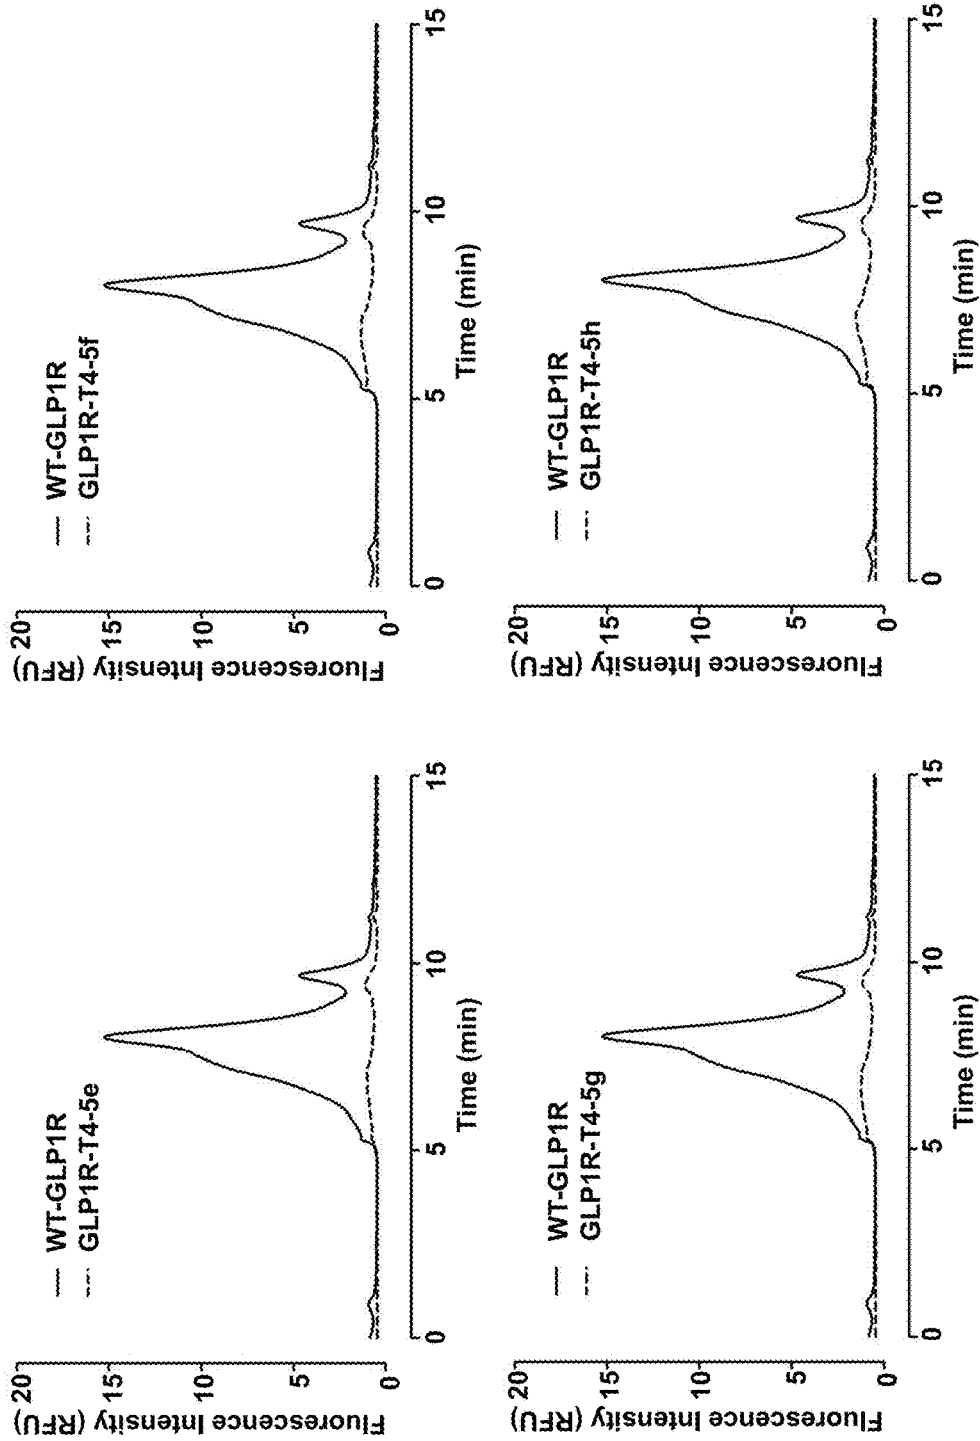 WT-GLP1R
GLP1R-T4-5e
Fluorescence Intensity (RFU)
20
15
10
5
0
0 5 10 15
Time (min)
WT-GLP1R
GLP1R-T4-5f
Fluorescence Intensity (RFU)
20
15
10
5
0
0 5 10 15
Time (min)
WT-GLP1R
GLP1R-T4-5g
Fluorescence Intensity (RFU)
20
15
10
5
0
0 5 10 15
Time (min)
WT-GLP1R
GLP1R-T4-5h
Fluorescence Intensity (RFU)
20
15
10
5
0
0 5 10 15
Time (min)